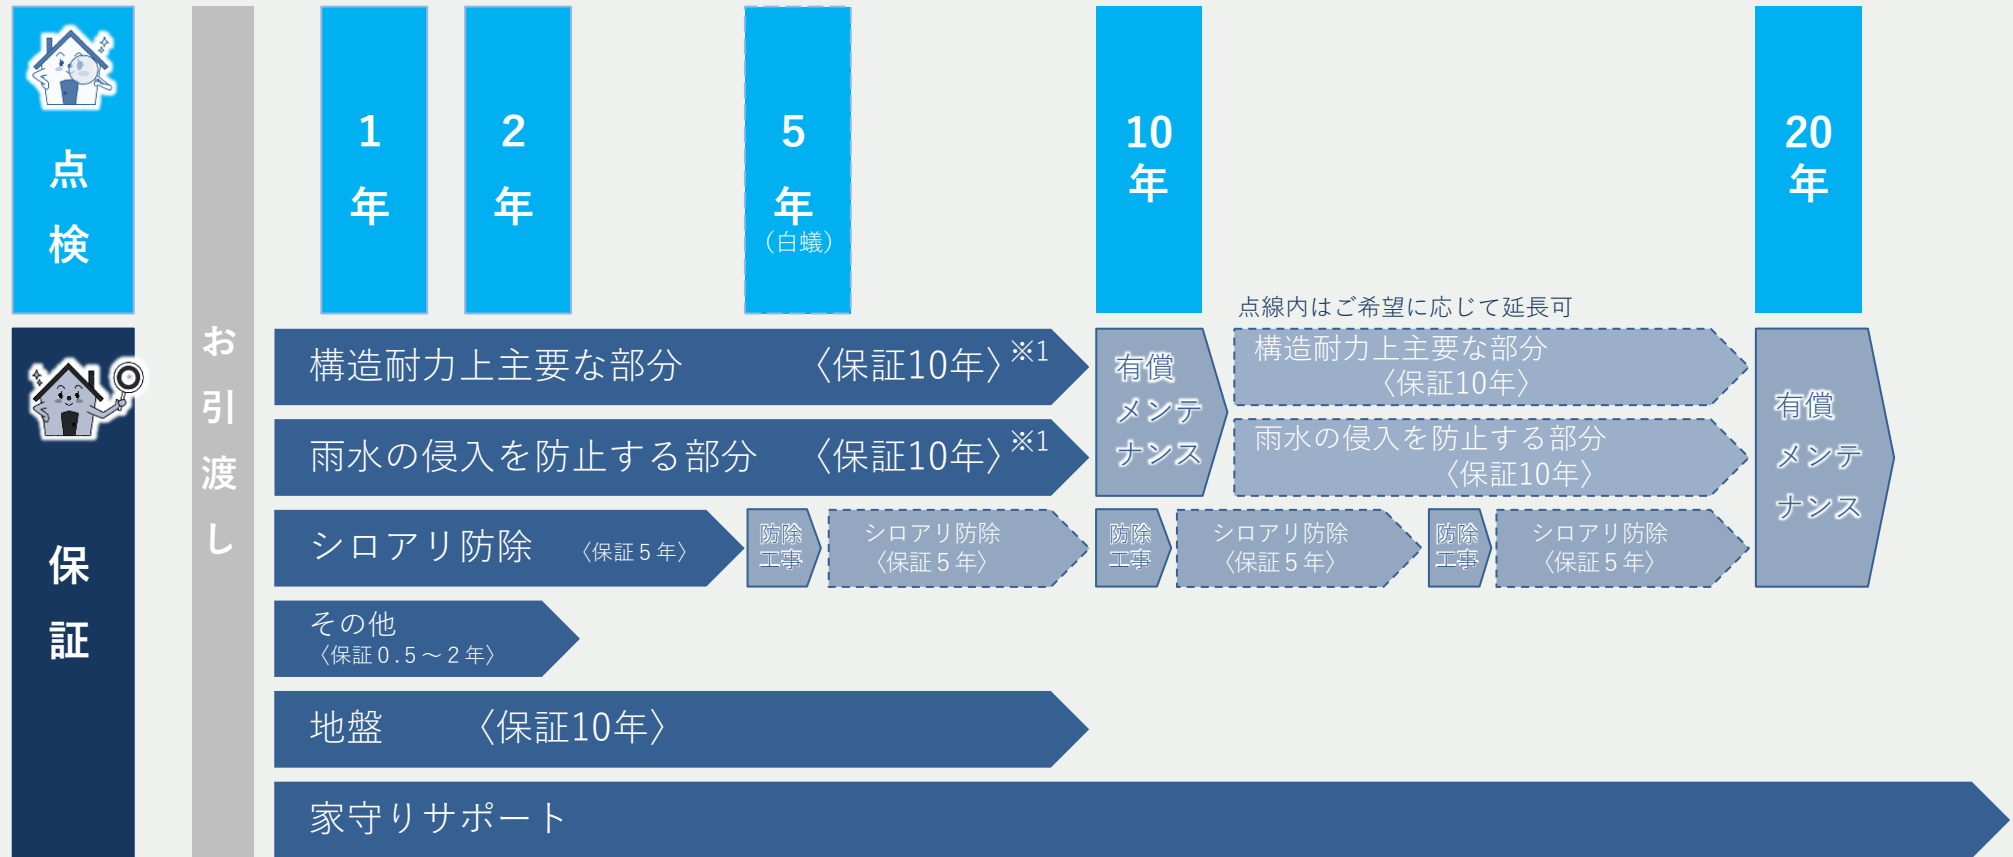 点検
お引渡し
1年
2年
5年
（白蟻）
10年
20年
保証
点線内はご希望に応じて延長可
構造耐力上主要な部分 〈保証10年〉※1
有償
メンテ
ナンス
構造耐力上主要な部分
〈保証10年〉
有償
メンテ
ナンス
雨水の侵入を防止する部分 〈保証10年〉※1
雨水の侵入を防止する部分
〈保証10年〉
シロアリ防除 〈保証５年〉
防除
工事
シロアリ防除
〈保証５年〉
防除
工事
シロアリ防除
〈保証５年〉
防除
工事
シロアリ防除
〈保証５年〉
その他
〈保証０.５～２年〉
地盤 〈保証10年〉
家守りサポート